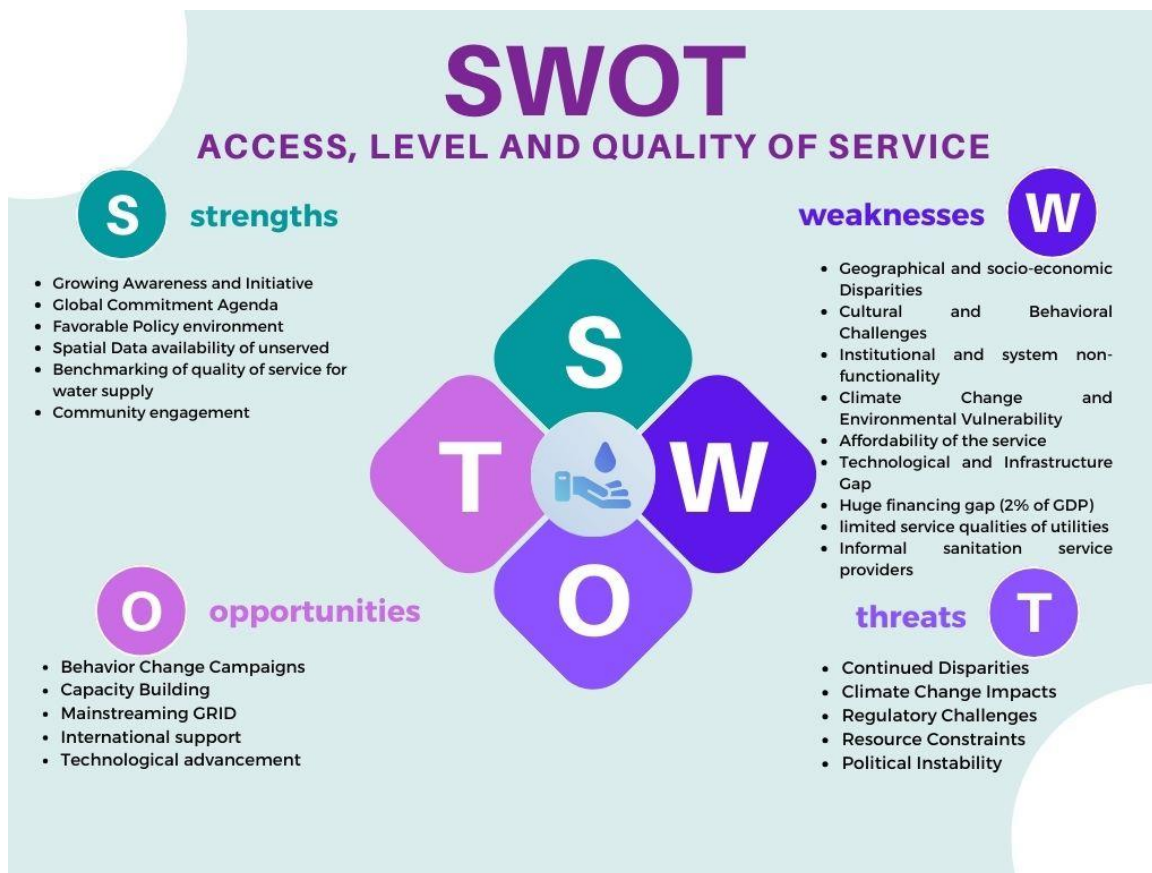 SWOT
ACCESS, LEVEL AND QUALITY OF SERVICE
S
strengths
• Growing Awareness and Initiative
• Global Commitment Agenda
• Favorable Policy environment
• Spatial Data availability of unserved
• Benchmarking of quality of service for
water supply
• Community engagement
weaknesses
W
• Geographical and socio-economic
Disparities
• Cultural and Behavioral
Challenges
• Institutional and system non-
functionality
• Climate Change and
Environmental Vulnerability
• Affordability of the service
• Technological and Infrastructure
Gap
• Huge financing gap (2% of GDP)
• limited service qualities of utilities
• Informal sanitation service
providers
S
T
W
O
O
opportunities
• Behavior Change Campaigns
• Capacity Building
• Mainstreaming GRID
• International support
• Technological advancement
threats
T
• Continued Disparities
• Climate Change Impacts
• Regulatory Challenges
• Resource Constraints
• Political Instability